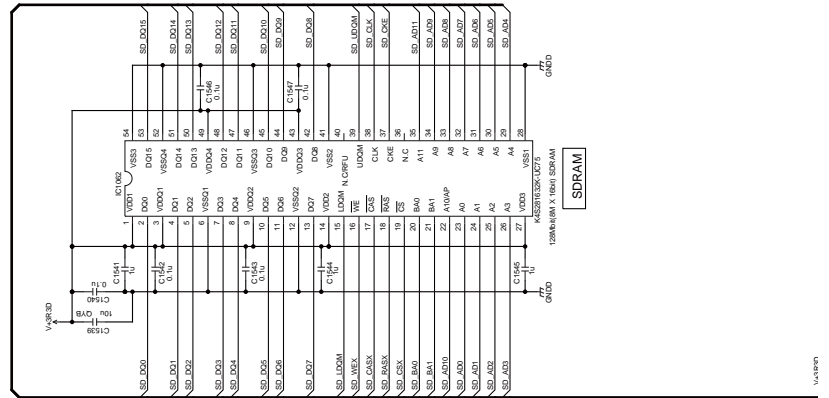 SD_DQ15
SD_DQ14
SD_DQ13
SD_DQ12
SD_DQ11
SD_DQ10
SD_DQ9
SD_DQ8
SD_UDQM
SD_CLK
SD_CKE
SD_AD11
SD_AD9
SD_AD8
SD_AD7
SD_AD6
SD_AD5
SD_AD4
GNDD
C1546
0.1u
C1547
0.1u
54
53
52
51
50
49
48
47
46
45
44
43
42
41
40
39
38
37
36
35
34
33
32
31
30
29
28
IC1062
VSS3
DQ15
VSSQ4
DQ14
DQ13
VDDQ4
DQ12
DQ11
VSSQ3
DQ10
DQ9
VDDQ3
DQ8
VSS2
N.C/RFU
UDQM
CLK
CKE
N.C
A11
A9
A8
A7
A6
A5
A4
VSS1
VDD1
DQ0
VDDQ1
DQ1
DQ2
VSSQ1
DQ3
DQ4
VDDQ2
DQ5
DQ6
VSSQ2
DQ7
VDD2
LDQM
WE
CAS
RAS
CS
BA0
BA1
A10/AP
A0
A1
A2
A3
VDD3
K4S281632K-UC75
128Mbit(8M X 16bit) SDRAM
SDRAM
1
2
3
4
5
6
7
8
9
10
11
12
13
14
15
16
17
18
19
20
21
22
23
24
25
26
27
C1541
1u
C1542
0.1u
C1543
0.1u
C1544
1u
C1545
1u
0.1u
C1540
10u QYB
C1539
V+3R3D
GNDD
SD_DQ0
SD_DQ1
SD_DQ2
SD_DQ3
SD_DQ4
SD_DQ5
SD_DQ6
SD_DQ7
SD_LDQM
SD_WEX
SD_CASX
SD_RASX
SD_CSX
SD_BA0
SD_BA1
SD_AD10
SD_AD0
SD_AD1
SD_AD2
SD_AD3
V+3R3D